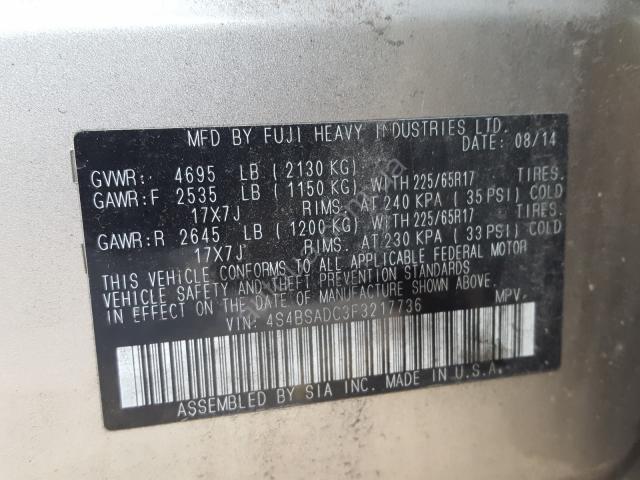 MFD BY FUJI HEAVY INDUSTRIES LTD.
DATE: 08/14
GVWR: 4695 LB (2130 KG)
GAWR:F 2535 LB (1150 KG) WITH 225/65R17 TIRES.
17X7J RIMS. AT 240 KPA (35 PSI) COLD
GAWR:R 2645 LB (1200 KG) WITH 225/65R17 TIRES.
17X7J RIMS. AT 230 KPA (33 PSI) COLD
THIS VEHICLE CONFORMS TO ALL APPLICABLE FEDERAL MOTOR
VEHICLE SAFETY AND THEFT PREVENTION STANDARDS
IN EFFECT ON THE DATE OF MANUFACTURE SHOWN ABOVE.
VIN: 4S4BSADC3F3217736 MPV.
ASSEMBLED BY SIA INC. MADE IN U.S.A.